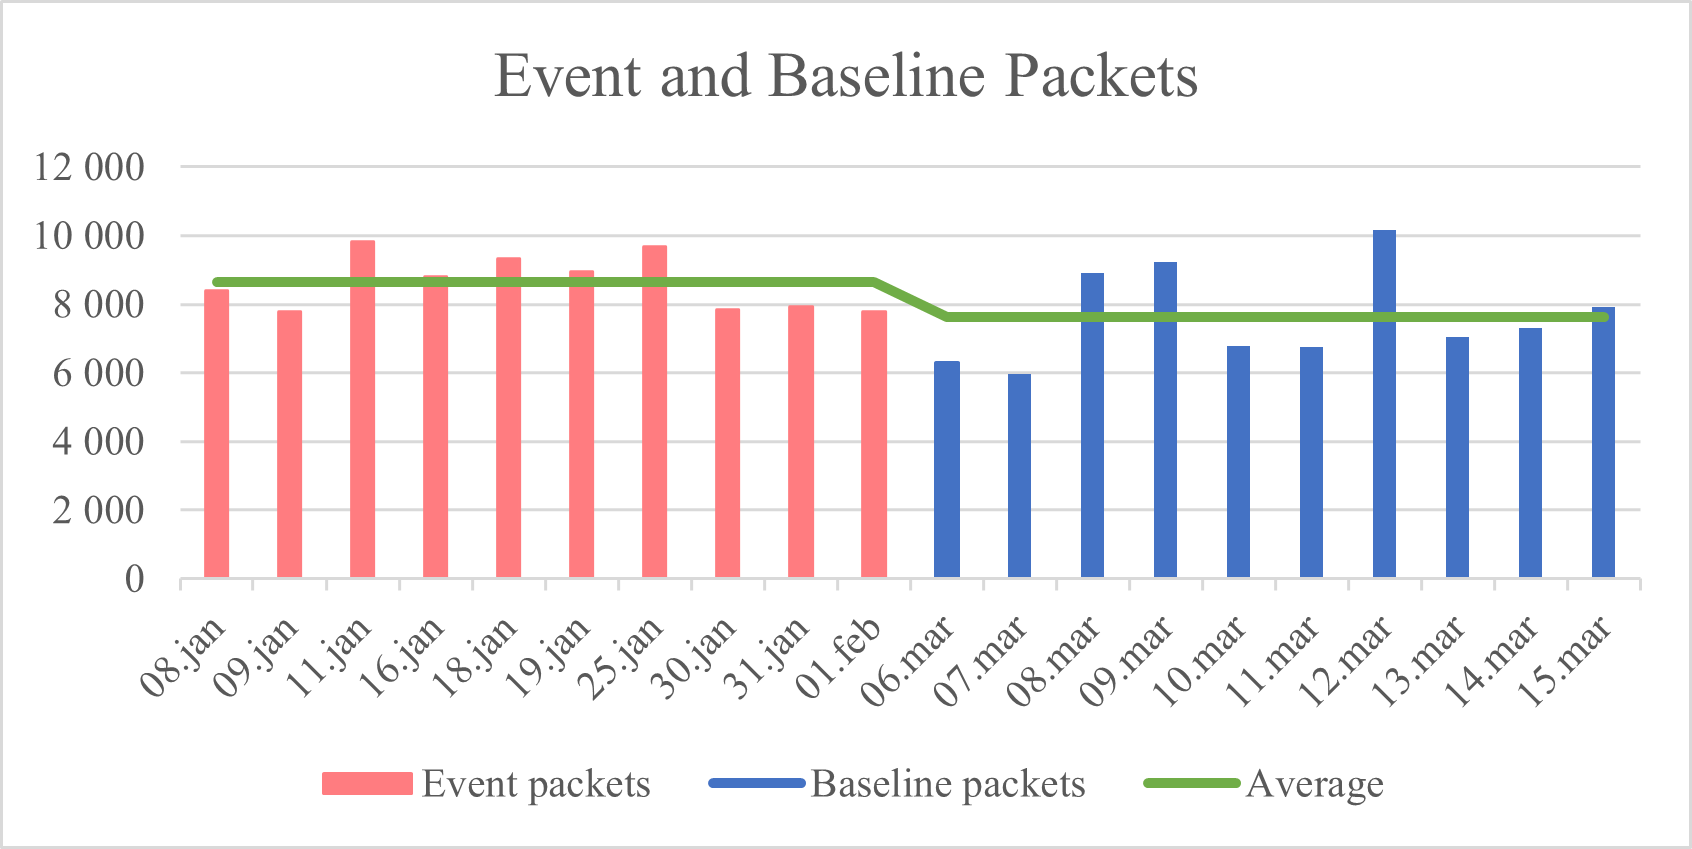 Event and Baseline Packets
12 000
10 000
8 000
6 000
4 000
2 000
0
08.jan 09.jan 11.jan 16.jan 18.jan 19.jan 25.jan 30.jan 31.jan 01.feb 06.mar 07.mar 08.mar 09.mar 10.mar 11.mar 12.mar 13.mar 14.mar 15.mar
Event packets Baseline packets Average